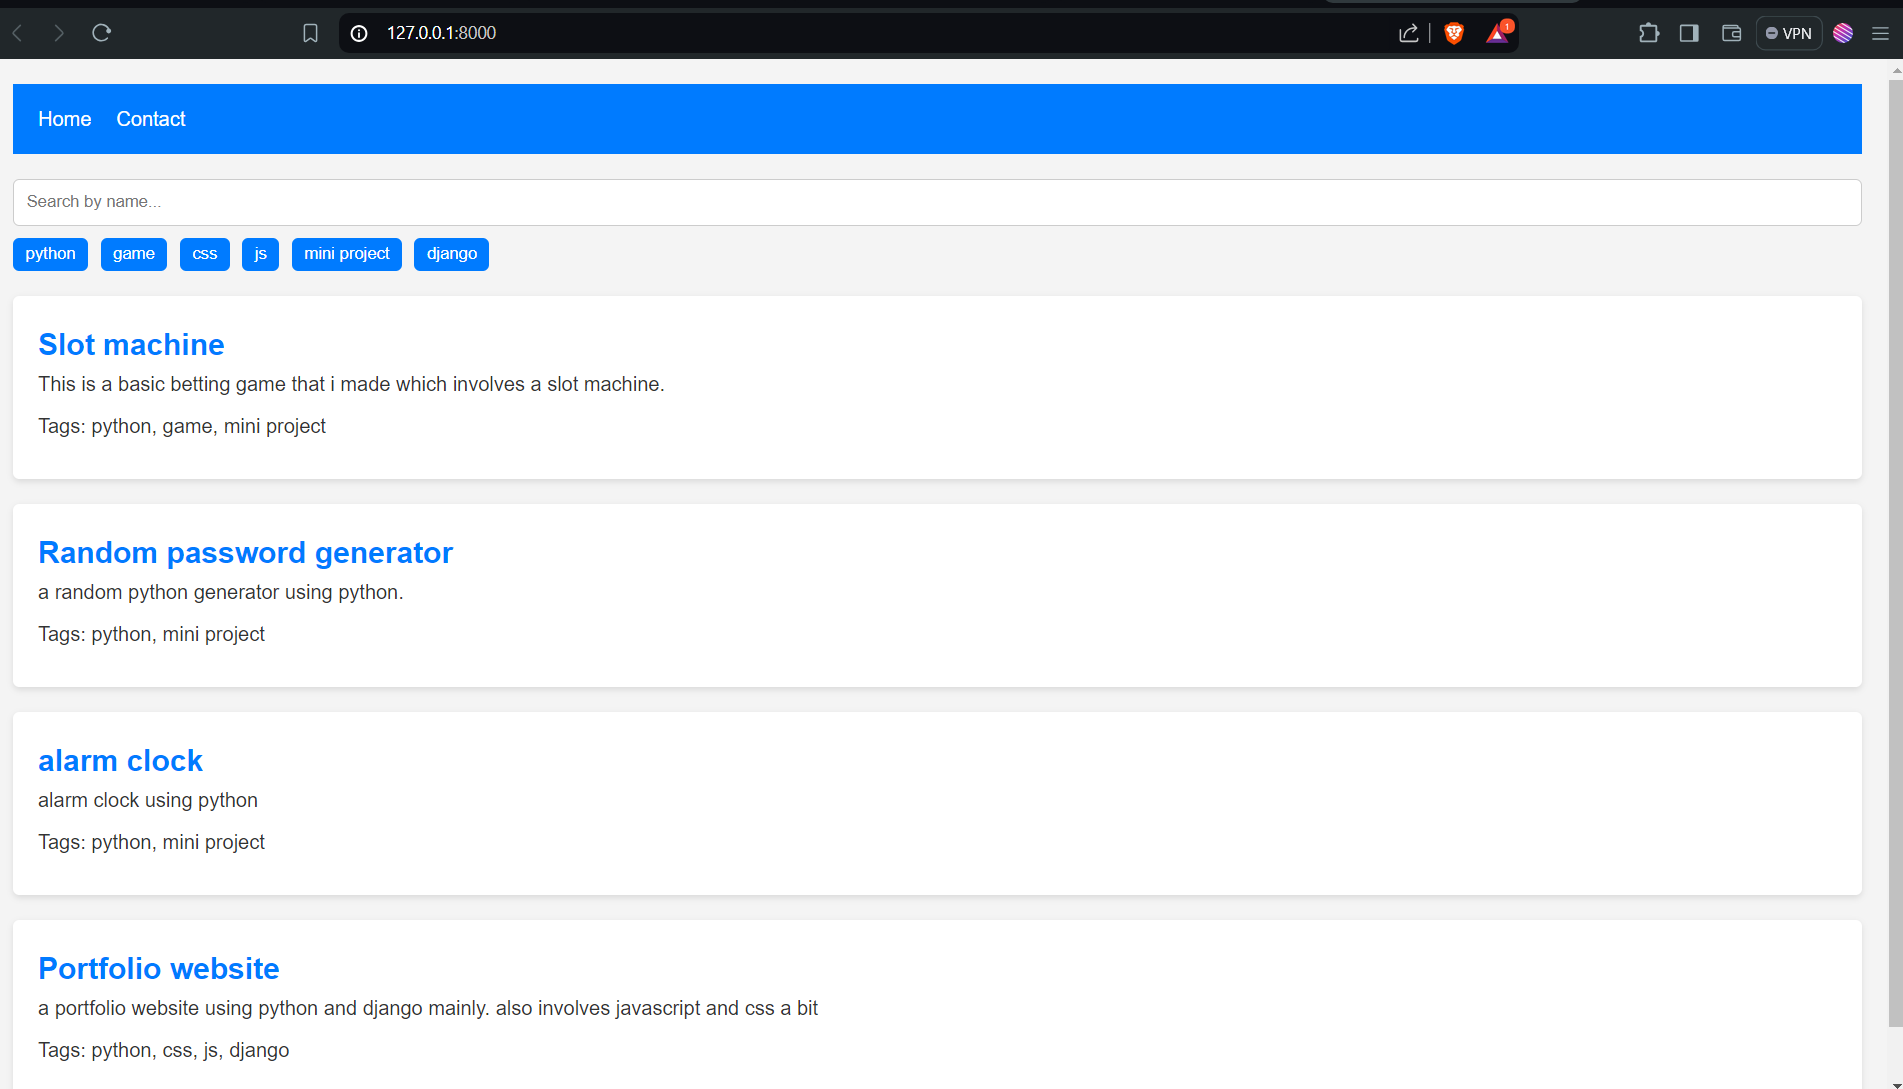 127.0.0.1:8000
1
VPN
Home Contact
Search by name...
python game css js mini project django
Slot machine
This is a basic betting game that i made which involves a slot machine.
Tags: python, game, mini project
Random password generator
a random python generator using python.
Tags: python, mini project
alarm clock
alarm clock using python
Tags: python, mini project
Portfolio website
a portfolio website using python and django mainly. also involves javascript and css a bit
Tags: python, css, js, django